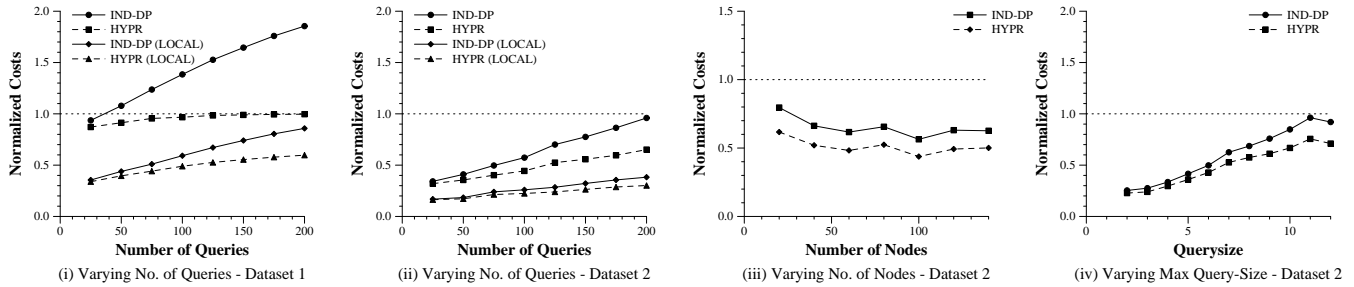 Normalized Costs
2.0
1.5
1.0
0.5
0.0
0
50
100
150
200
IND-DP
HYPR
IND-DP (LOCAL)
HYPR (LOCAL)
Number of Queries
(i) Varying No. of Queries - Dataset 1
Normalized Costs
2.0
1.5
1.0
0.5
0.0
0
50
100
150
200
IND-DP
HYPR
IND-DP (LOCAL)
HYPR (LOCAL)
Number of Queries
(ii) Varying No. of Queries - Dataset 2
Normalized Costs
1.5
1.0
0.5
0.0
0
50
100
IND-DP
HYPR
Number of Nodes
(iii) Varying No. of Nodes - Dataset 2
Normalized Costs
2.0
1.5
1.0
0.5
0.0
0
5
10
IND-DP
HYPR
Querysize
(iv) Varying Max Query-Size - Dataset 2